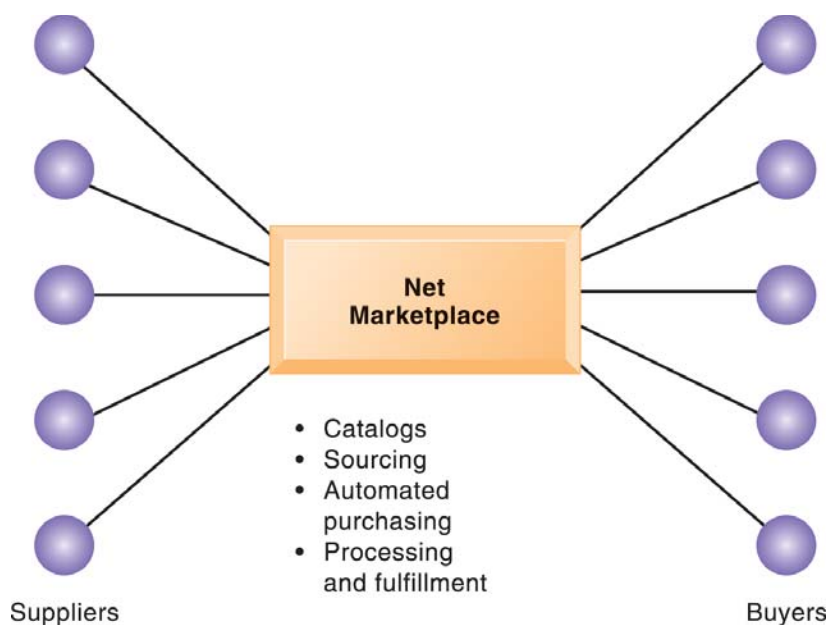 Net
Marketplace
• Catalogs
• Sourcing
• Automated
purchasing
• Processing
and fulfillment
Suppliers
Buyers